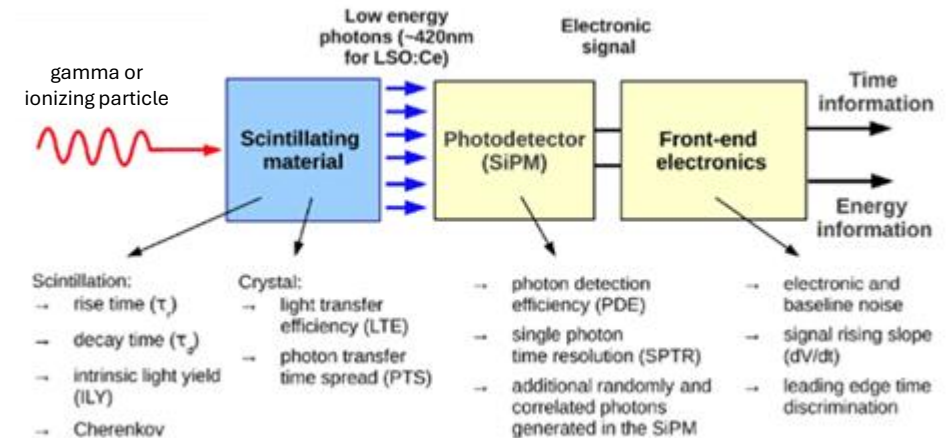 Low energy
photons (~420nm
for LSO:Ce)
Electronic
signal
gamma or
ionizing particle
Scintillating
material
Photodetector
(SiPM)
Front-end
electronics
Time
information
Energy
information
Scintillation:
→ rise time (τr)
→ decay time (τd)
→ intrinsic light yield
(ILY)
→ Cherenkov
Crystal:
→ light transfer
efficiency (LTE)
→ photon transfer
time spread (PTS)
→ photon detection
efficiency (PDE)
→ single photon
time resolution (SPTR)
→ additional randomly and
correlated photons
generated in the SiPM
→ electronic and
baseline noise
→ signal rising slope
(dV/dt)
→ leading edge time
discrimination